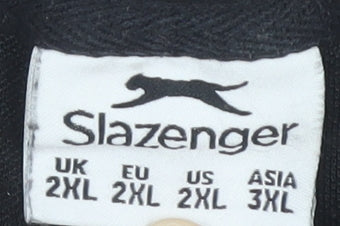 Slazenger
UK EU US ASIA
2XL 2XL 2XL 3XL